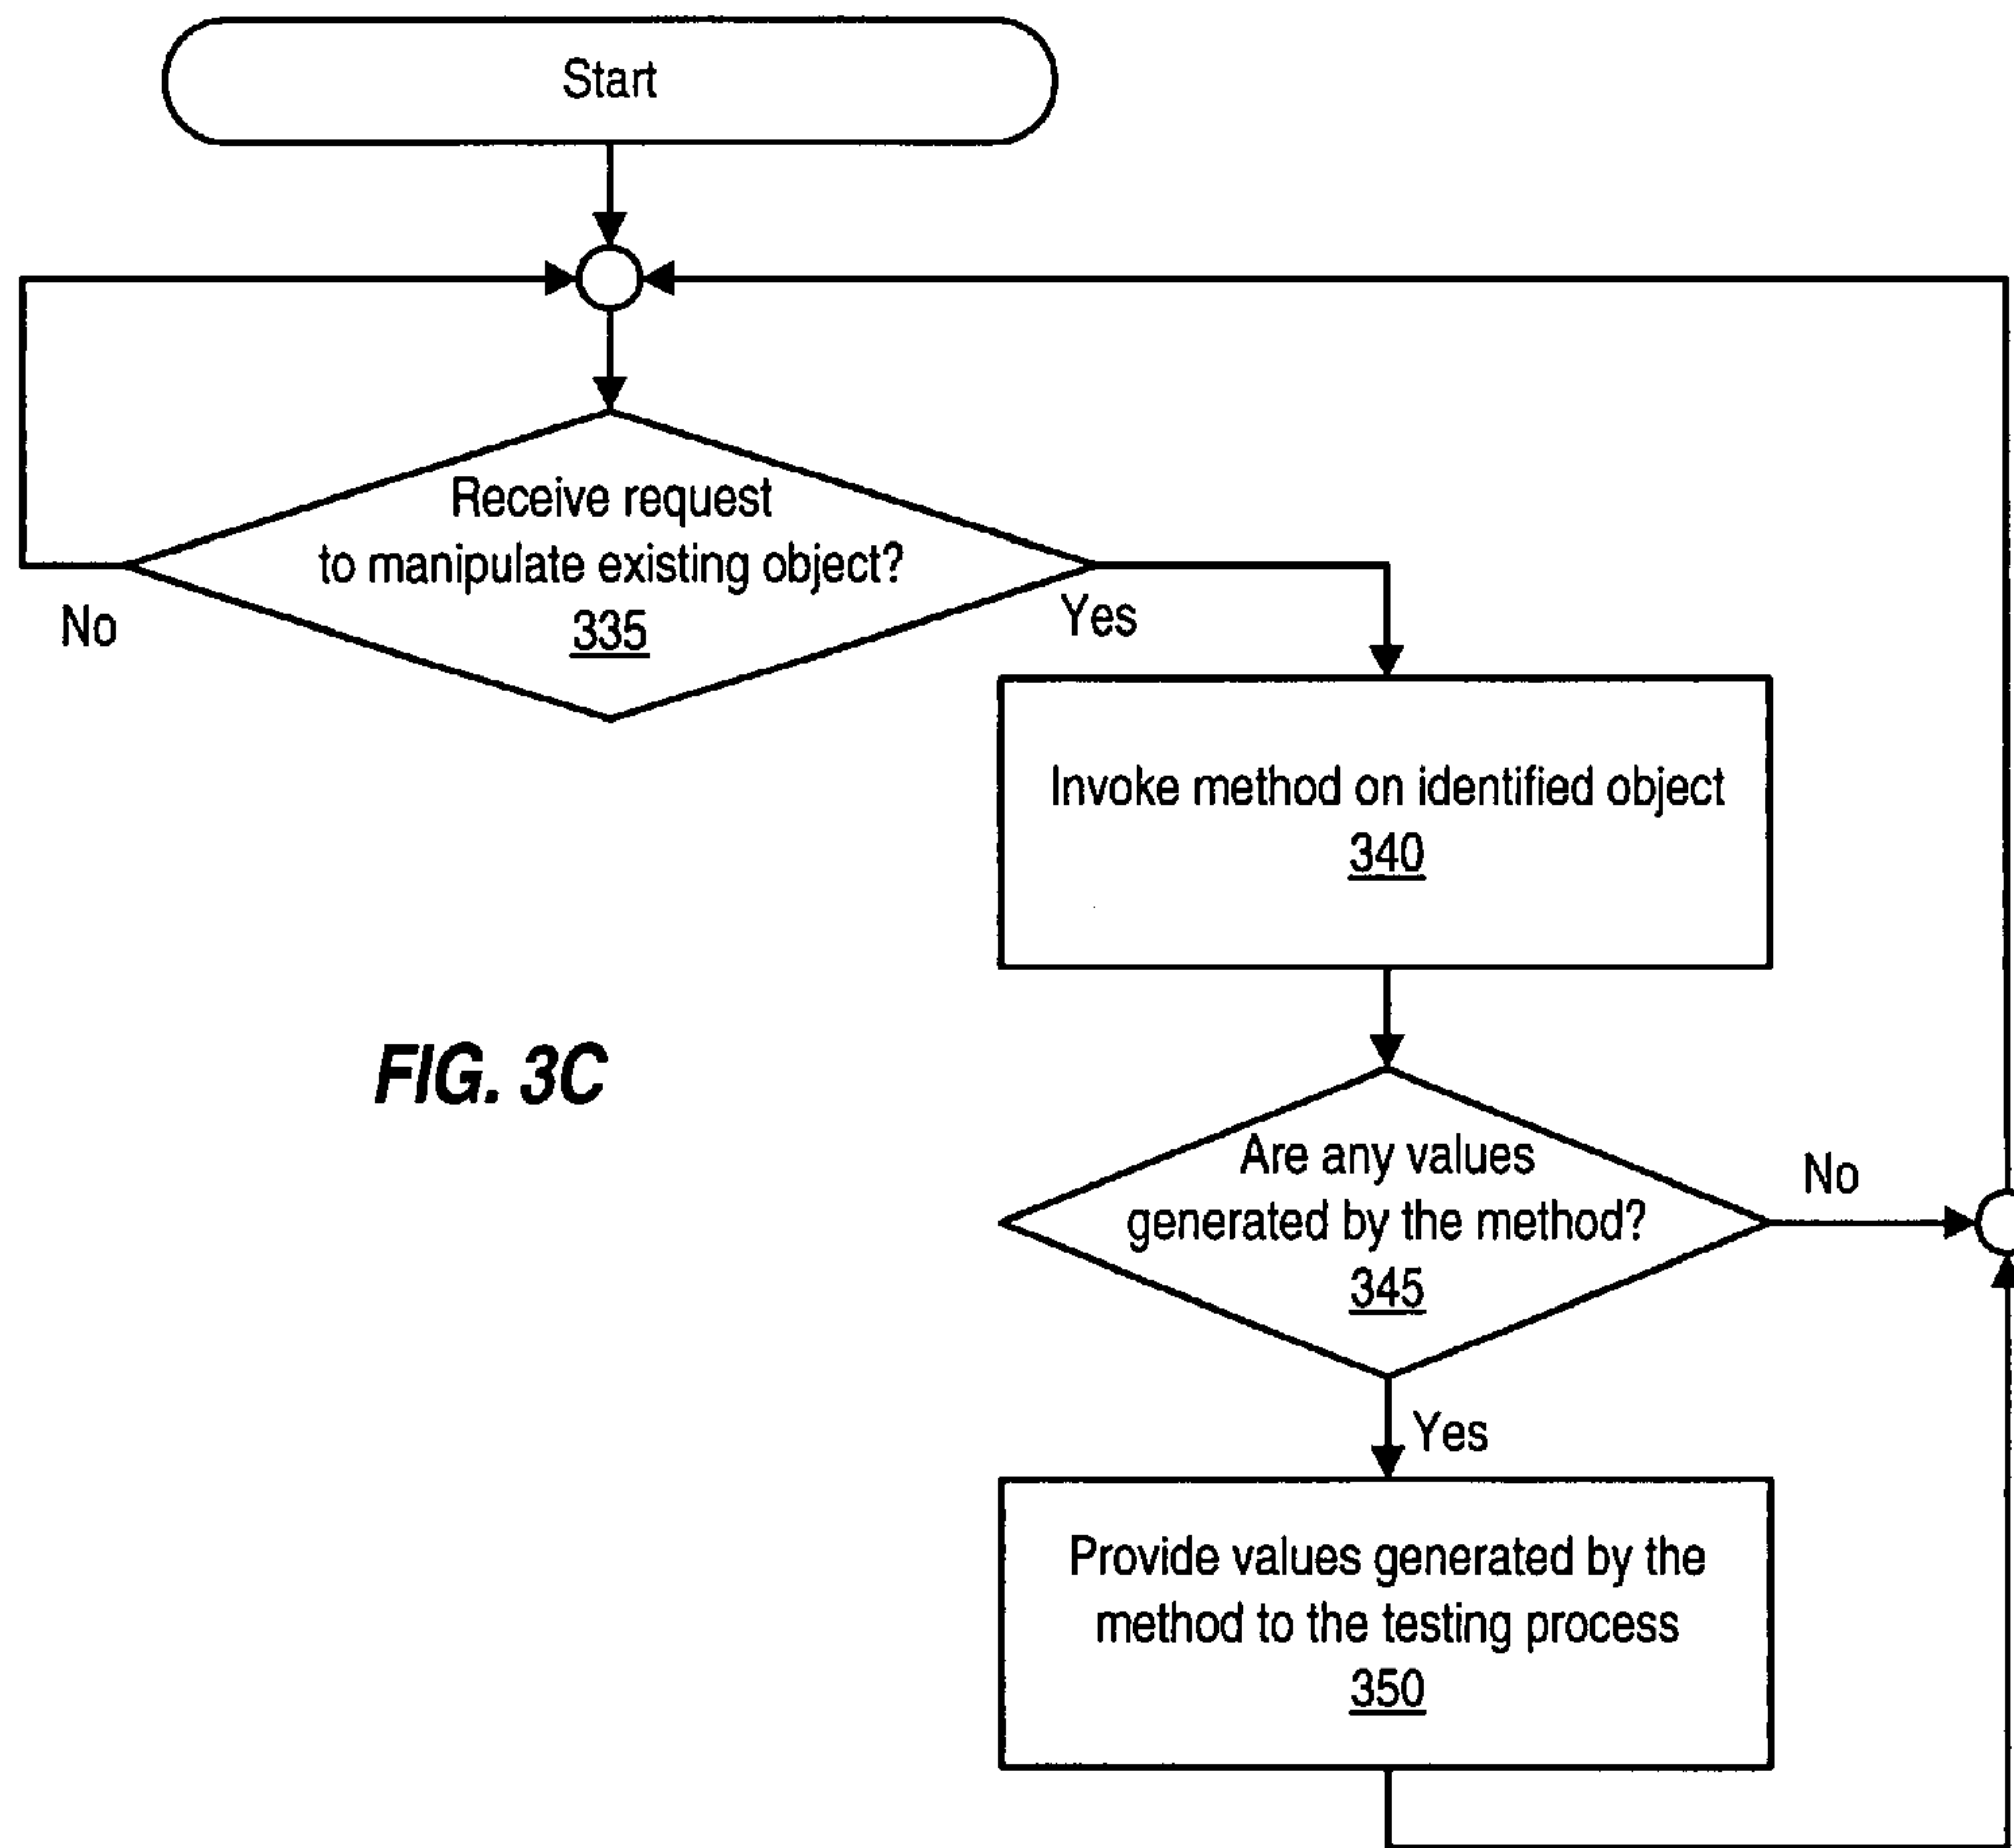 Start
Receive request
to manipulate existing object?
335
No
Yes
Invoke method on identified object
340
FIG. 3C
Are any values
generated by the method?
345
No
Yes
Provide values generated by the
method to the testing process
350